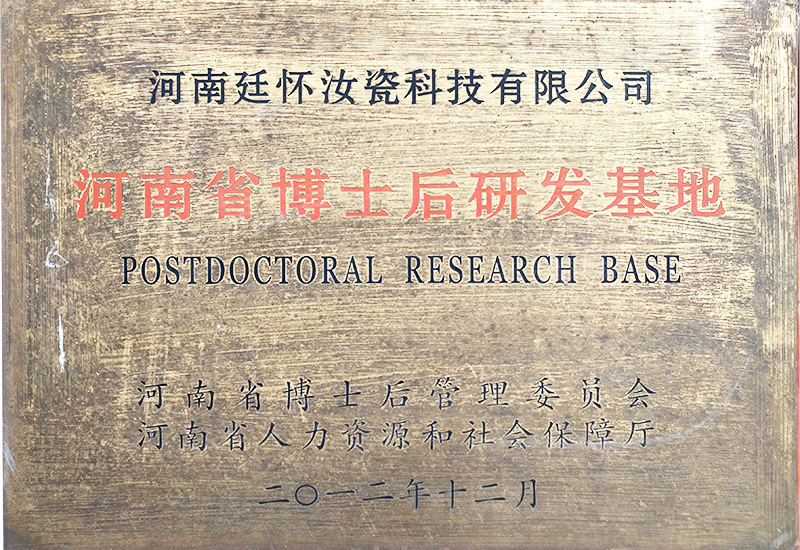 河南廷怀汝瓷科技有限公司
河南省博士后研发基地
POSTDOCTORAL RESEARCH BASE
河南省博士后管理委员会
河南省人力资源和社会保障厅
二〇一二年十二月